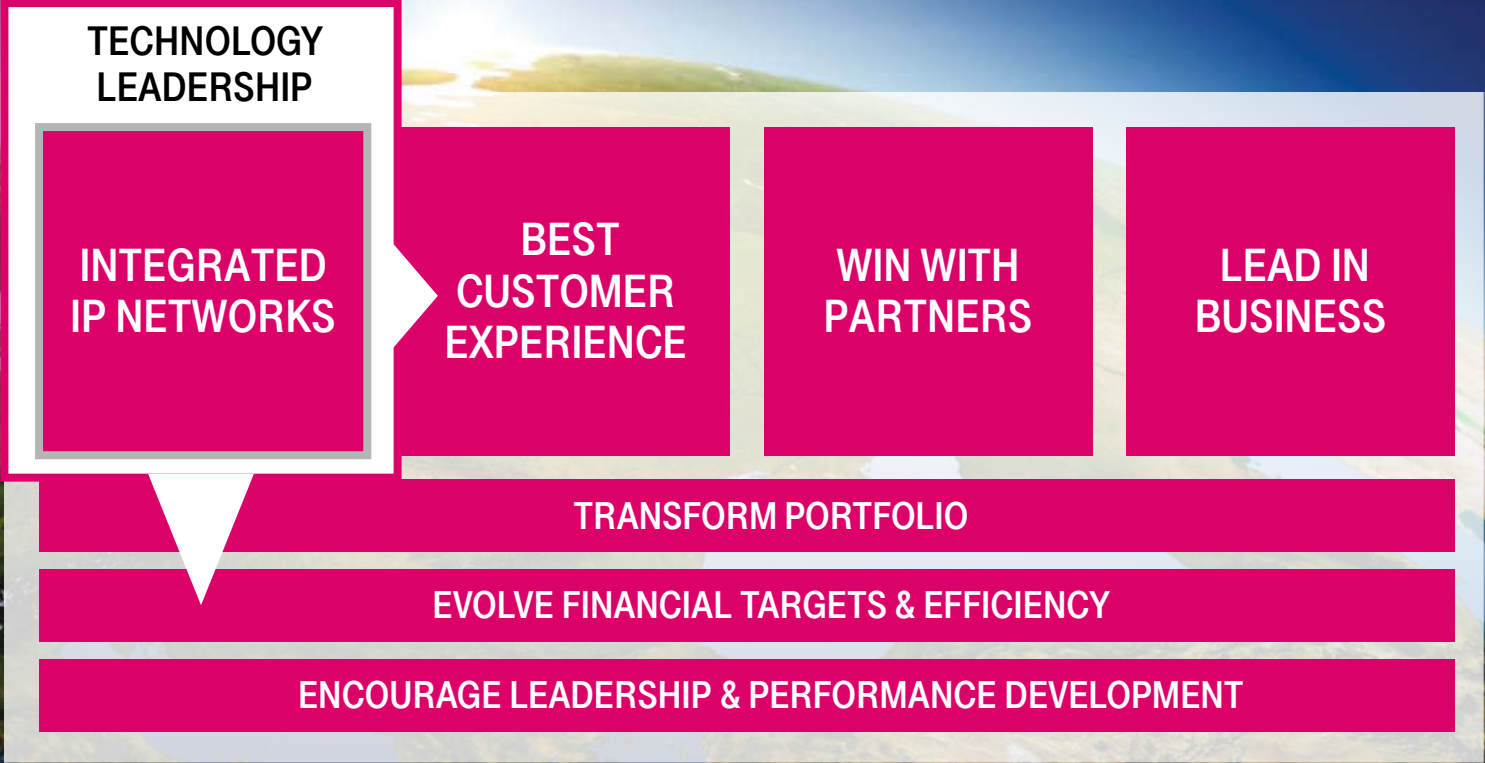 TECHNOLOGY
LEADERSHIP
INTEGRATED
IP NETWORKS
BEST
CUSTOMER
EXPERIENCE
WIN WITH
PARTNERS
LEAD IN
BUSINESS
TRANSFORM PORTFOLIO
EVOLVE FINANCIAL TARGETS & EFFICIENCY
ENCOURAGE LEADERSHIP & PERFORMANCE DEVELOPMENT